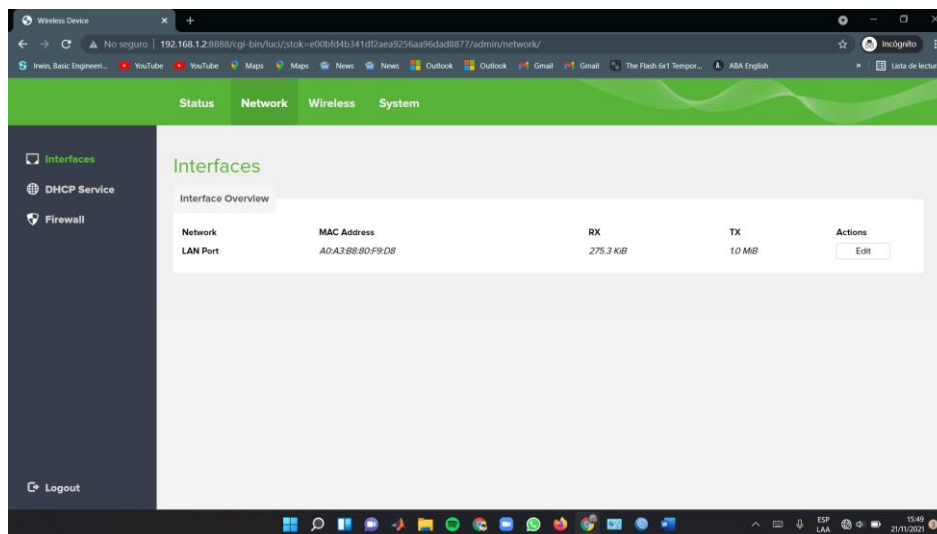 Wireless Device
No seguro | 192.168.1.2:8888/cgi-bin/luci/;stok=e00bfd4b341df2aea9256aa96dad8877/admin/network/
Incógnito
Irwin, Basic Engineeri... YouTube YouTube Maps Maps News News Outlook Outlook Gmail Gmail The Flash 6x1 Tempor... ABA English » Lista de lectur
Status Network Wireless System
Interfaces
DHCP Service
Firewall
Logout
Interfaces
Interface Overview
Network MAC Address RX TX Actions
LAN Port A0:A3:B8:80:F9:D8 275.3 KiB 1.0 MiB Edit
ESP
LAA
15:49
21/11/2021